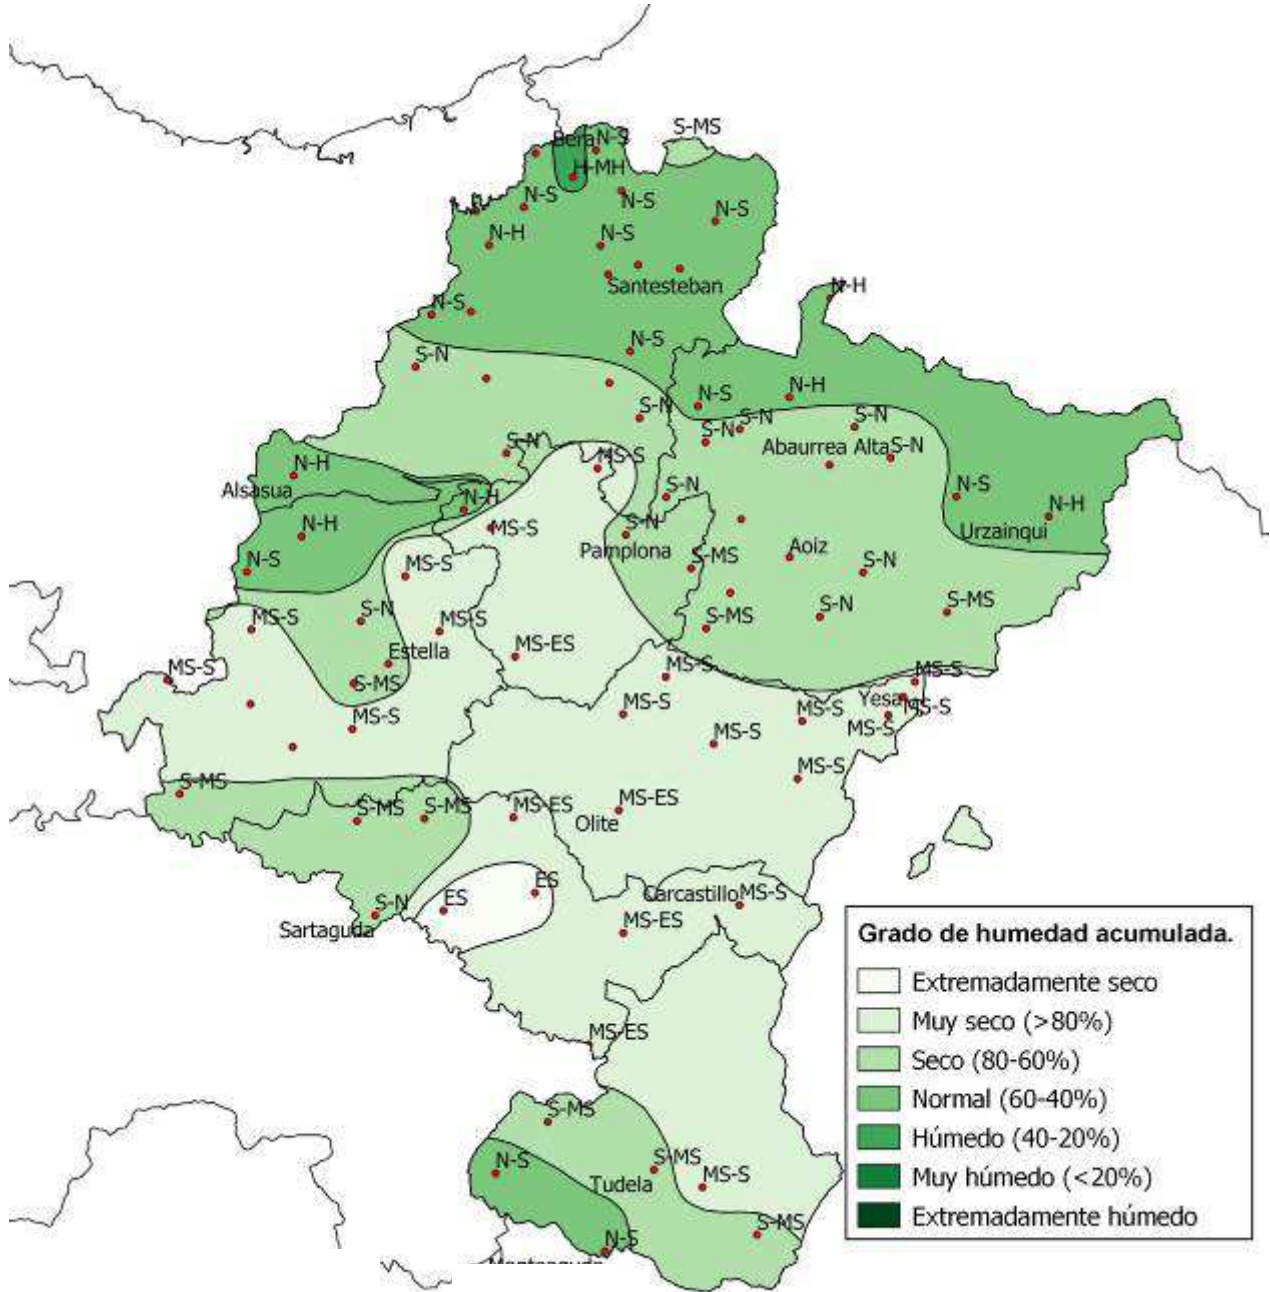 S-MS
Bera
N-S
H-MH
N-S
N-S
N-S
N-H
N-S
Santesteban
N-H
N-S
N-S
S-N
N-S
N-H
S-N
S-N
S-N
S-N
Abaurrea Alta
S-N
S-N
MS-S
N-H
Alsasua
N-H
S-N
N-S
N-H
Urzainqui
N-H
MS-S
S-N
Pamplona
Aoiz
N-S
MS-S
S-MS
S-N
MS-S
S-N
MS-S
S-MS
S-N
S-MS
Estella
MS-ES
MS-S
MS-S
MS-S
S-MS
Yesa
MS-S
MS-S
MS-S
MS-S
MS-S
MS-S
MS-S
S-MS
S-MS
S-MS
MS-ES
MS-ES
Olite
ES
ES
Carcastillo
MS-S
S-N
Sartaguda
MS-ES
MS-ES
S-MS
N-S
S-MS
Tudela
MS-S
S-MS
N-S
Grado de humedad acumulada.
Extremadamente seco
Muy seco (>80%)
Seco (80-60%)
Normal (60-40%)
Húmedo (40-20%)
Muy húmedo (<20%)
Extremadamente húmedo